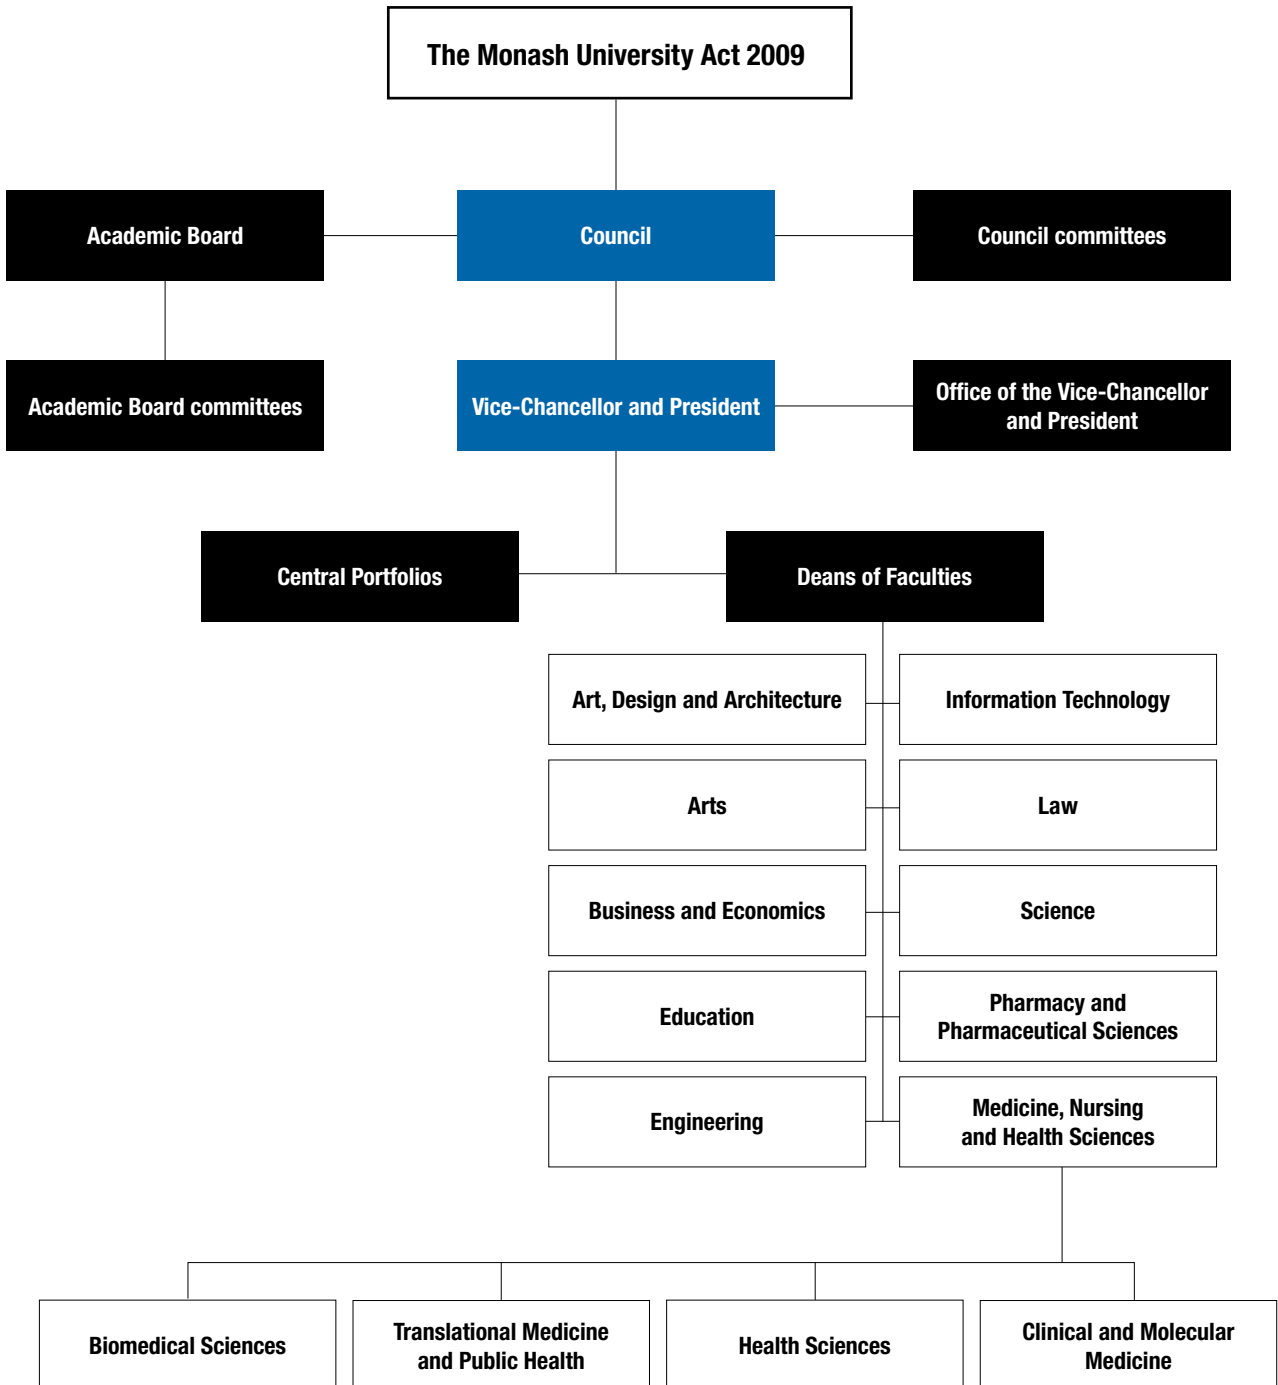 The Monash University Act 2009
Academic Board
Council
Council committees
Academic Board committees
Vice-Chancellor and President
Office of the Vice-Chancellor
and President
Central Portfolios
Deans of Faculties
Art, Design and Architecture
Information Technology
Arts
Law
Business and Economics
Science
Education
Pharmacy and
Pharmaceutical Sciences
Engineering
Medicine, Nursing
and Health Sciences
Biomedical Sciences
Translational Medicine
and Public Health
Health Sciences
Clinical and Molecular
Medicine